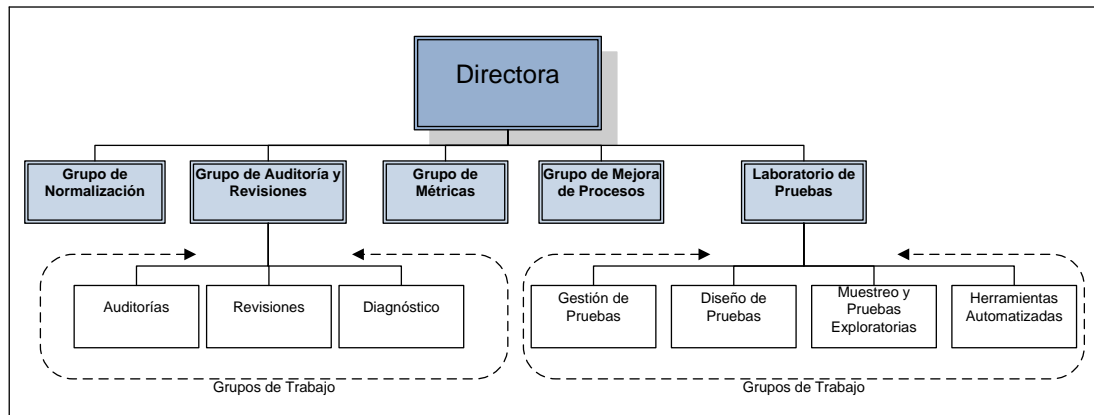 Directora
Grupo de
Normalización
Grupo de Auditoría y
Revisiones
Grupo de
Métricas
Grupo de Mejora
de Procesos
Laboratorio de
Pruebas
Auditorías
Revisiones
Diagnóstico
Gestión de
Pruebas
Diseño de
Pruebas
Muestreo y
Pruebas
Exploratorias
Herramientas
Automatizadas
Grupos de Trabajo
Grupos de Trabajo